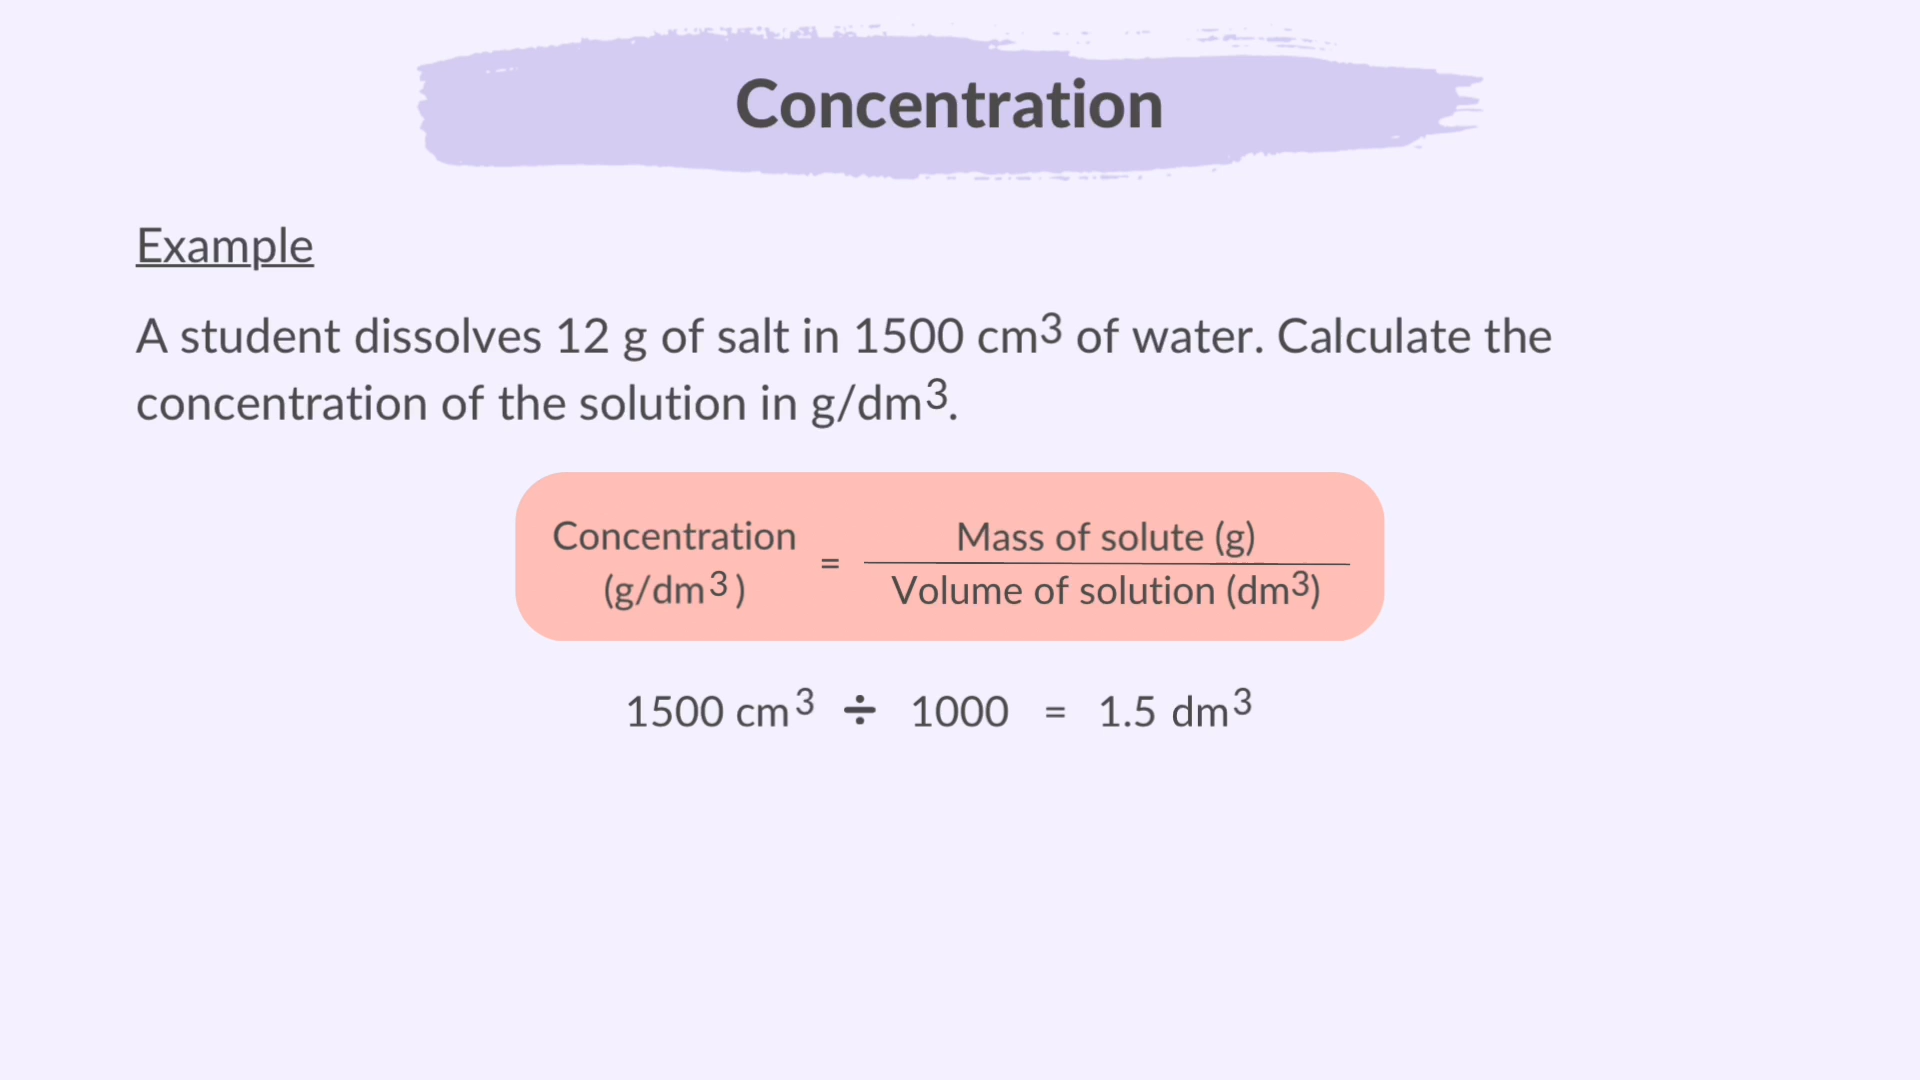 Concentration
Example
A student dissolves 12 g of salt in 1500 cm³ of water. Calculate the
concentration of the solution in g/dm³.
Concentration
(g/dm³)
=
Mass of solute (g)
Volume of solution (dm³)
1500 cm³ ÷ 1000 = 1.5 dm³